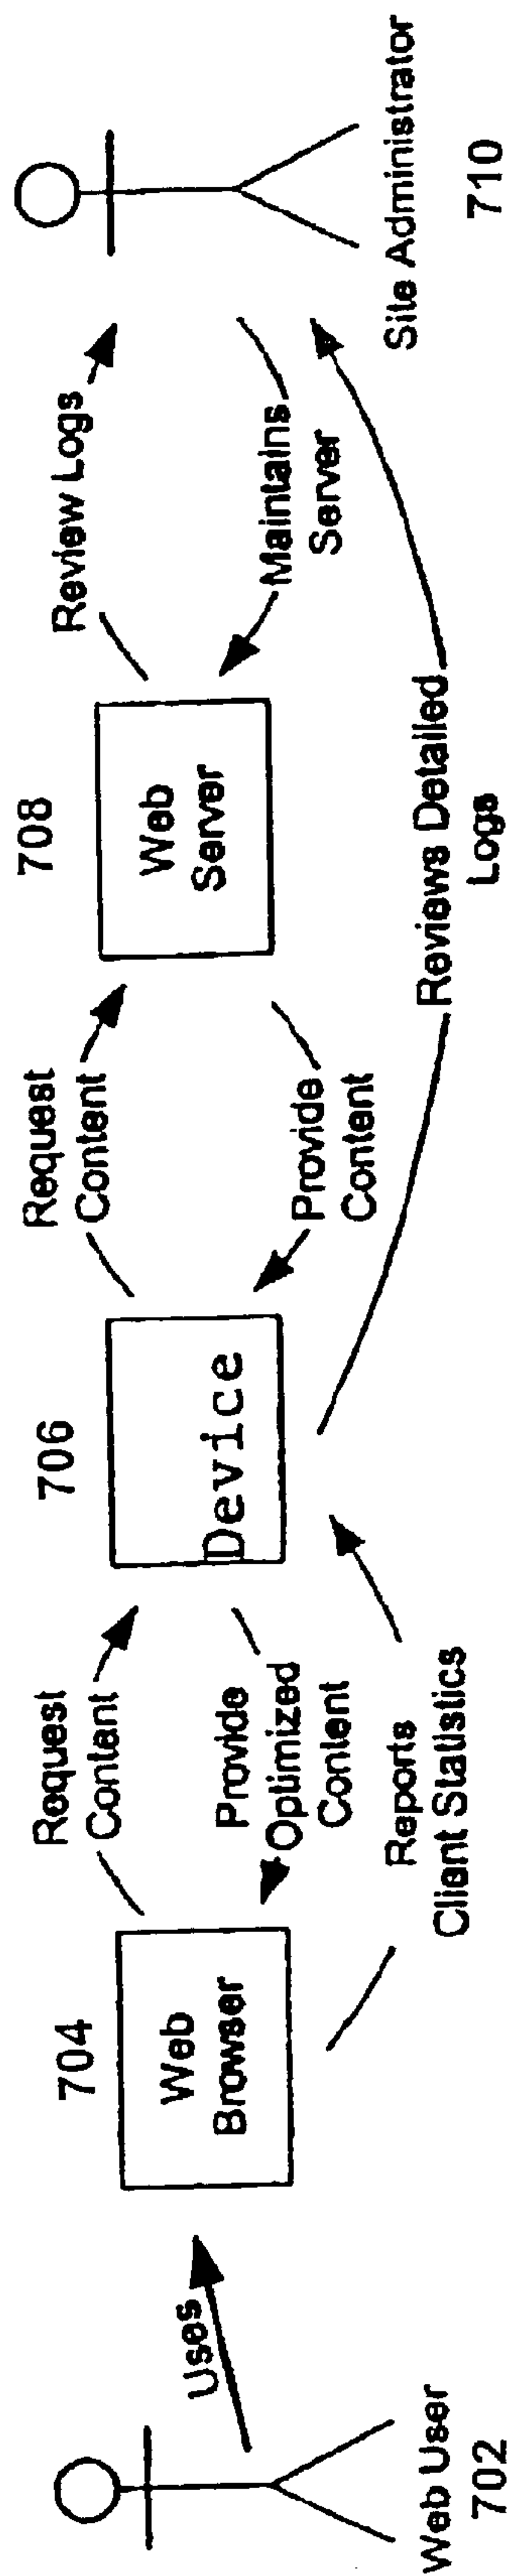 Web User
702
Uses
704
Web
Browser
Request
Content
Provide
Optimized
Content
Reports
Client Statistics
706
Device
Request
Content
Provide
Content
708
Web
Server
Review Logs
Maintains
Server
Reviews Detailed
Logs
Site Administrator
710